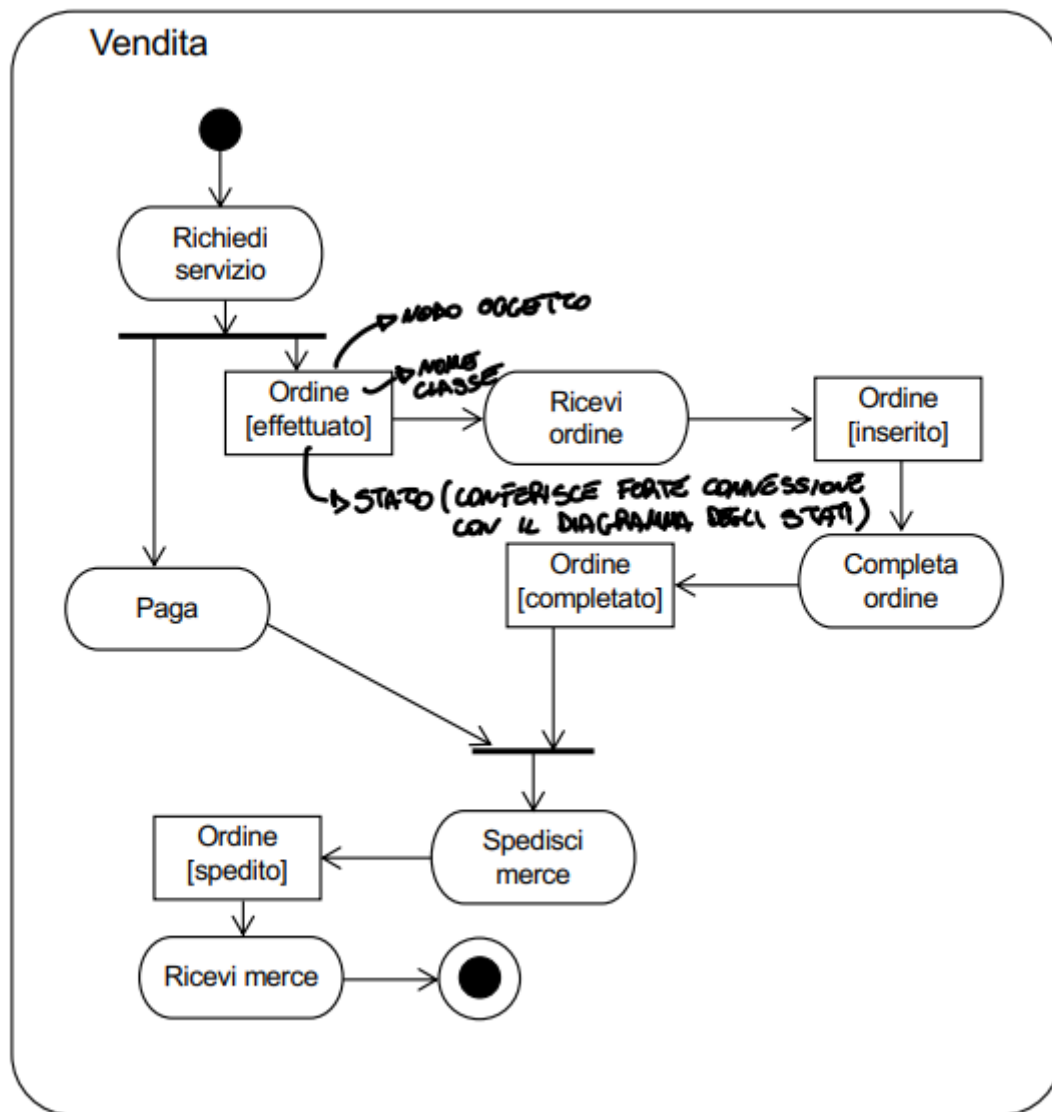 Vendita
Richiedi
servizio
NODO OGGETTO
NOME
CLASSE
Ordine
[effettuato]
Ricevi
ordine
Ordine
[inserito]
STATO (CONFERISCE FORTE CONNESSIONE
CON IL DIAGRAMMA DEGLI STATI)
Ordine
[completato]
Completa
ordine
Paga
Spedisci
merce
Ordine
[spedito]
Ricevi merce